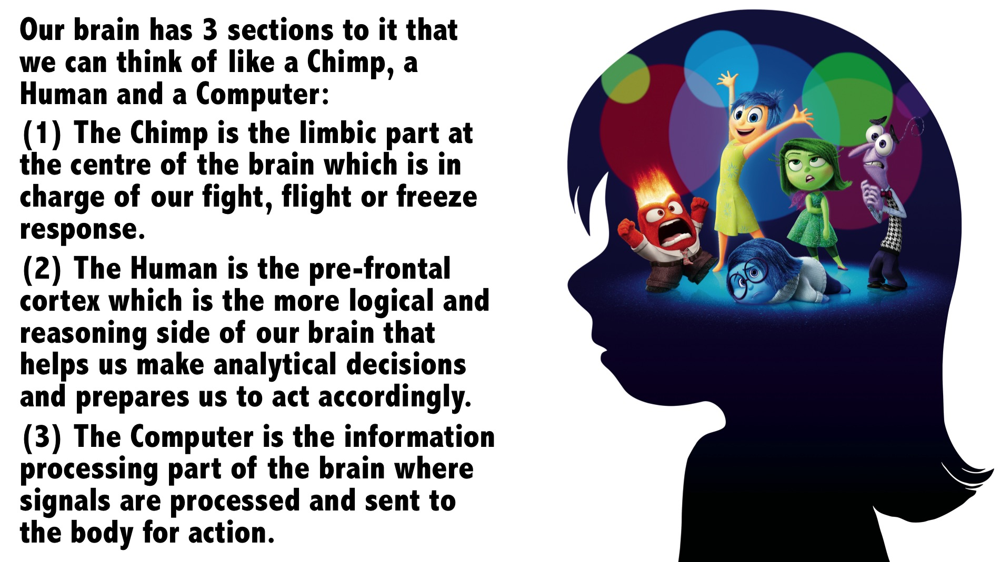 Our brain has 3 sections to it that
we can think of like a Chimp, a
Human and a Computer:
(1) The Chimp is the limbic part at
the centre of the brain which is in
charge of our fight, flight or freeze
response.
(2) The Human is the pre-frontal
cortex which is the more logical and
reasoning side of our brain that
helps us make analytical decisions
and prepares us to act accordingly.
(3) The Computer is the information
processing part of the brain where
signals are processed and sent to
the body for action.